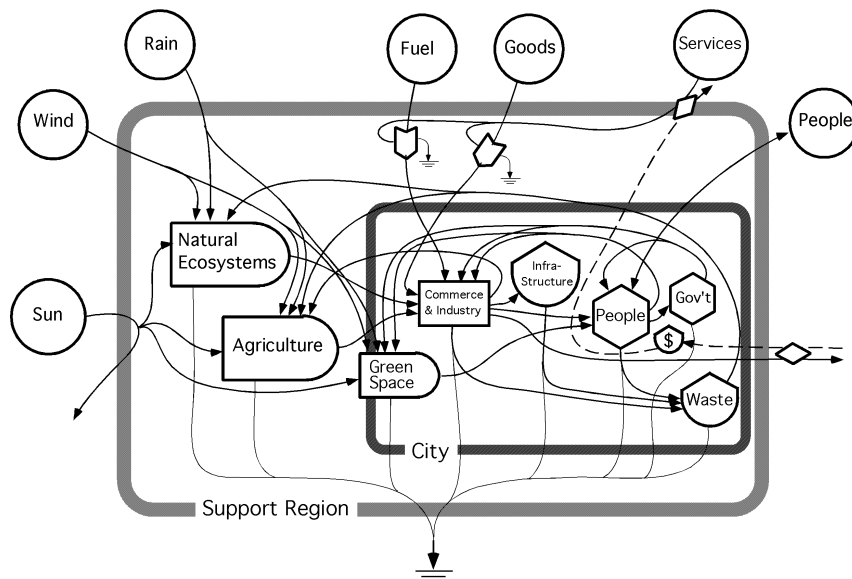 Rain
Fuel
Goods
Services
Wind
People
Natural
Ecosystems
Sun
Agriculture
Green
Space
Commerce
& Industry
Infra-
Structure
People
Gov't
$
Waste
City
Support Region